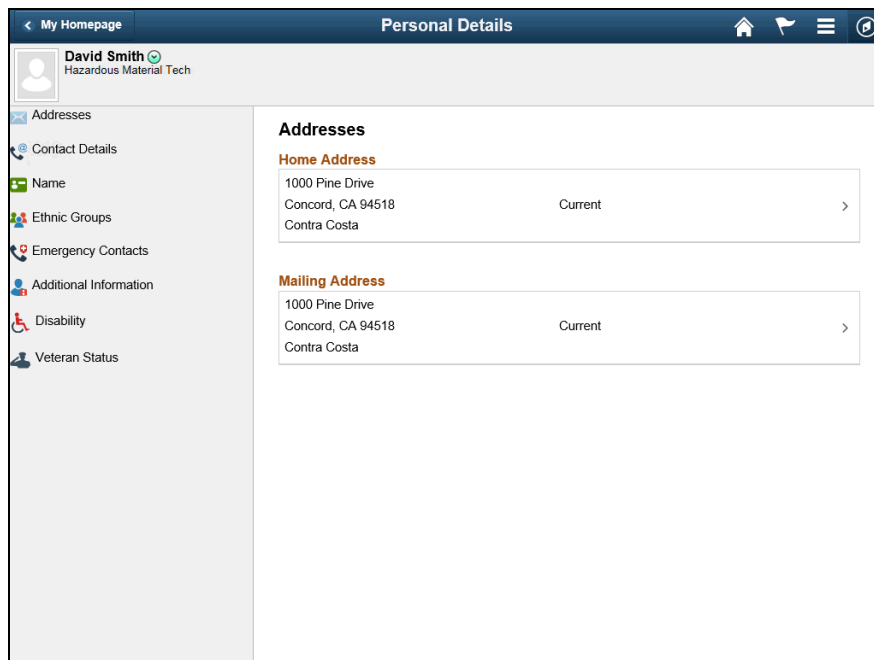 My Homepage
Personal Details
David Smith
Hazardous Material Tech
Addresses
Contact Details
Name
Ethnic Groups
Emergency Contacts
Additional Information
Disability
Veteran Status
Addresses
Home Address
1000 Pine Drive
Concord, CA 94518
Current
Contra Costa
Mailing Address
1000 Pine Drive
Concord, CA 94518
Current
Contra Costa